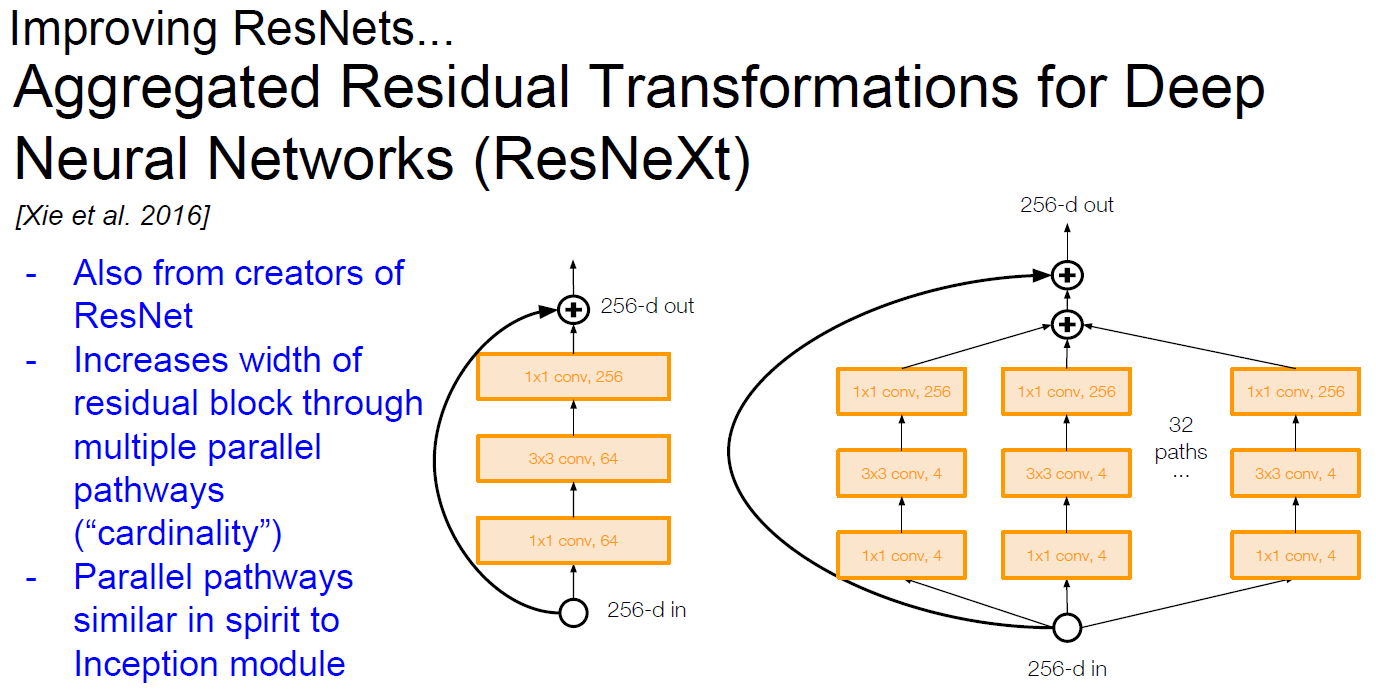 Improving ResNets...
Aggregated Residual Transformations for Deep
Neural Networks (ResNeXt)
[Xie et al. 2016]
- Also from creators of
ResNet
- Increases width of
residual block through
multiple parallel
pathways
(“cardinality”)
- Parallel pathways
similar in spirit to
Inception module
256-d out
1x1 conv, 256
3x3 conv, 64
1x1 conv, 64
256-d in
256-d out
1x1 conv, 256
1x1 conv, 256
1x1 conv, 256
32
paths
...
3x3 conv, 4
3x3 conv, 4
3x3 conv, 4
1x1 conv, 4
1x1 conv, 4
1x1 conv, 4
256-d in